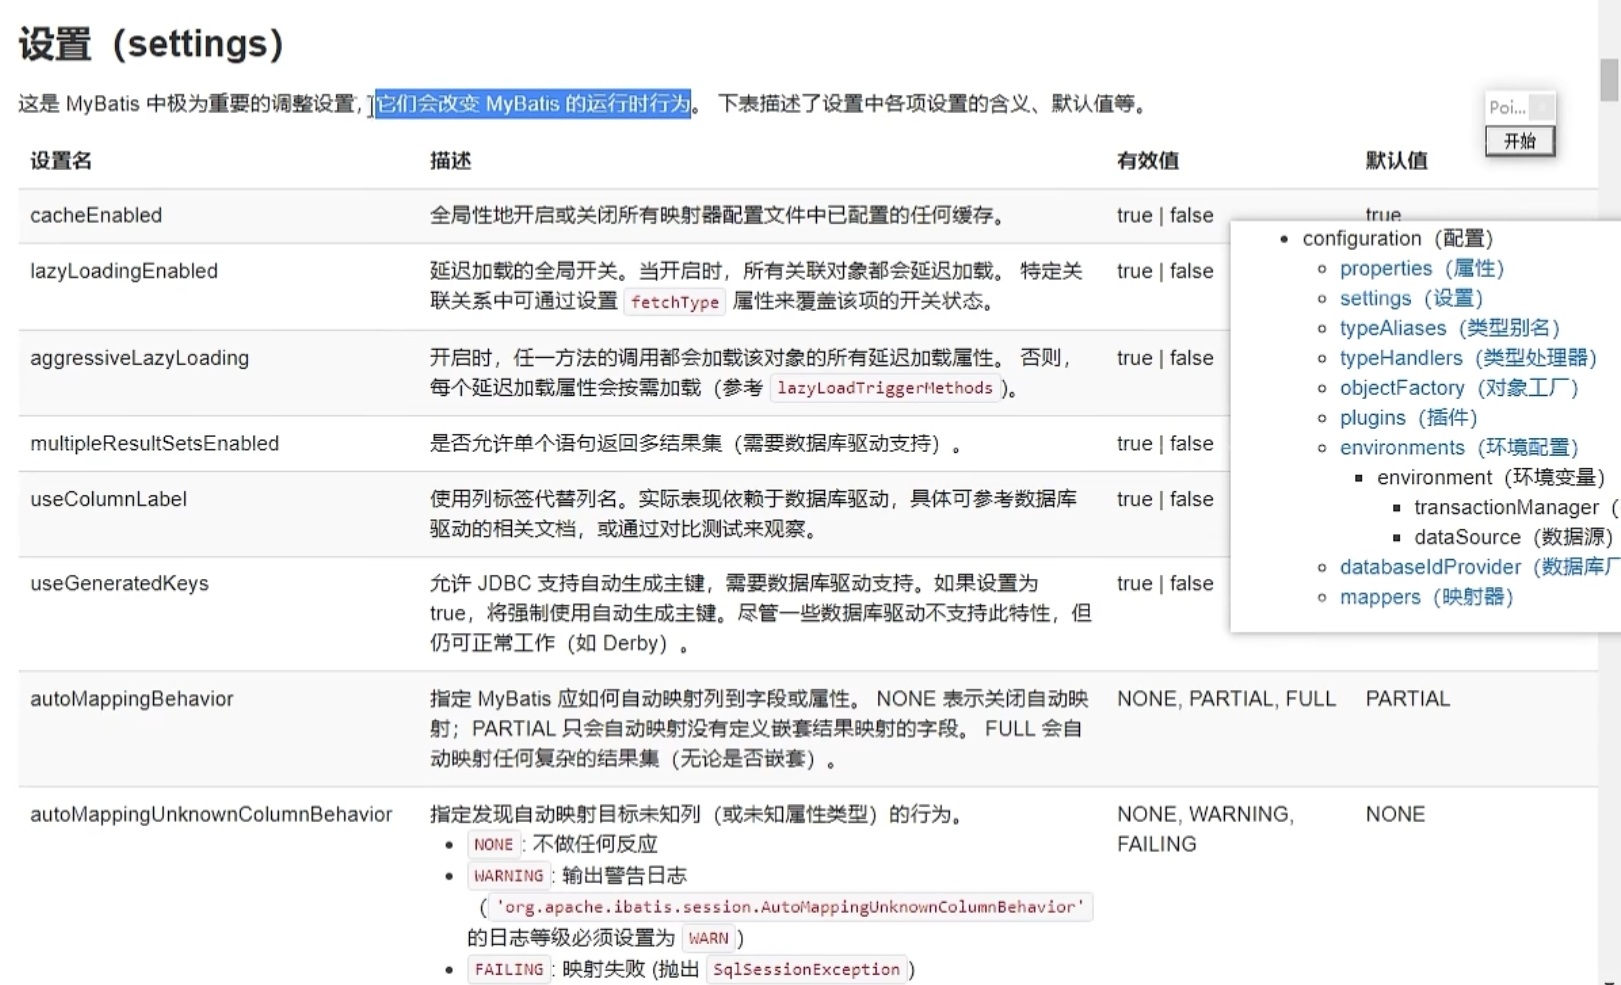 设置（settings）
这是 MyBatis 中极为重要的调整设置，它们会改变 MyBatis 的运行时行为。 下表描述了设置中各项设置的含义、默认值等。
Poi...
开始
设置名 描述 有效值 默认值
cacheEnabled 全局性地开启或关闭所有映射器配置文件中已配置的任何缓存。 true | false true
lazyLoadingEnabled 延迟加载的全局开关。当开启时，所有关联对象都会延迟加载。 特定关 true | false
联关系中可通过设置 fetchType 属性来覆盖该项的开关状态。
aggressiveLazyLoading 开启时，任一方法的调用都会加载该对象的所有延迟加载属性。 否则， true | false
每个延迟加载属性会按需加载（参考 lazyLoadTriggerMethods)。
multipleResultSetsEnabled 是否允许单个语句返回多结果集（需要数据库驱动支持）。 true | false
useColumnLabel 使用列标签代替列名。实际表现依赖于数据库驱动，具体可参考数据库 true | false
驱动的相关文档，或通过对比测试来观察。
useGeneratedKeys 允许 JDBC 支持自动生成主键，需要数据库驱动支持。如果设置为 true | false
true，将强制使用自动生成主键。尽管一些数据库驱动不支持此特性，但
仍可正常工作（如 Derby）。
autoMappingBehavior 指定 MyBatis 应如何自动映射列到字段或属性。 NONE 表示关闭自动映 NONE, PARTIAL, FULL PARTIAL
射；PARTIAL 只会自动映射没有定义嵌套结果映射的字段。 FULL 会自
动映射任何复杂的结果集（无论是否嵌套）。
autoMappingUnknownColumnBehavior 指定发现自动映射目标未知列（或未知属性类型）的行为。 NONE, WARNING, NONE
FAILING
NONE: 不做任何反应
WARNING: 输出警告日志
（'org.apache.ibatis.session.AutoMappingUnknownColumnBehavior'
的日志等级必须设置为 WARN)
FAILING: 映射失败 (抛出 SqlSessionException)
configuration（配置）
properties（属性）
settings（设置）
typeAliases（类型别名）
typeHandlers（类型处理器）
objectFactory（对象工厂）
plugins（插件）
environments（环境配置）
environment（环境变量）
transactionManager（
dataSource（数据源）
databaseIdProvider（数据库厂
mappers（映射器）